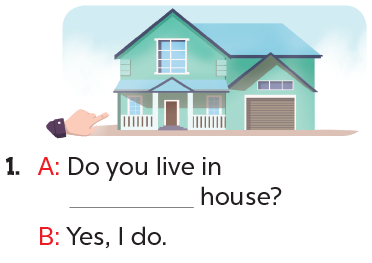 1. A: Do you live in
__________ house?
B: Yes, I do.